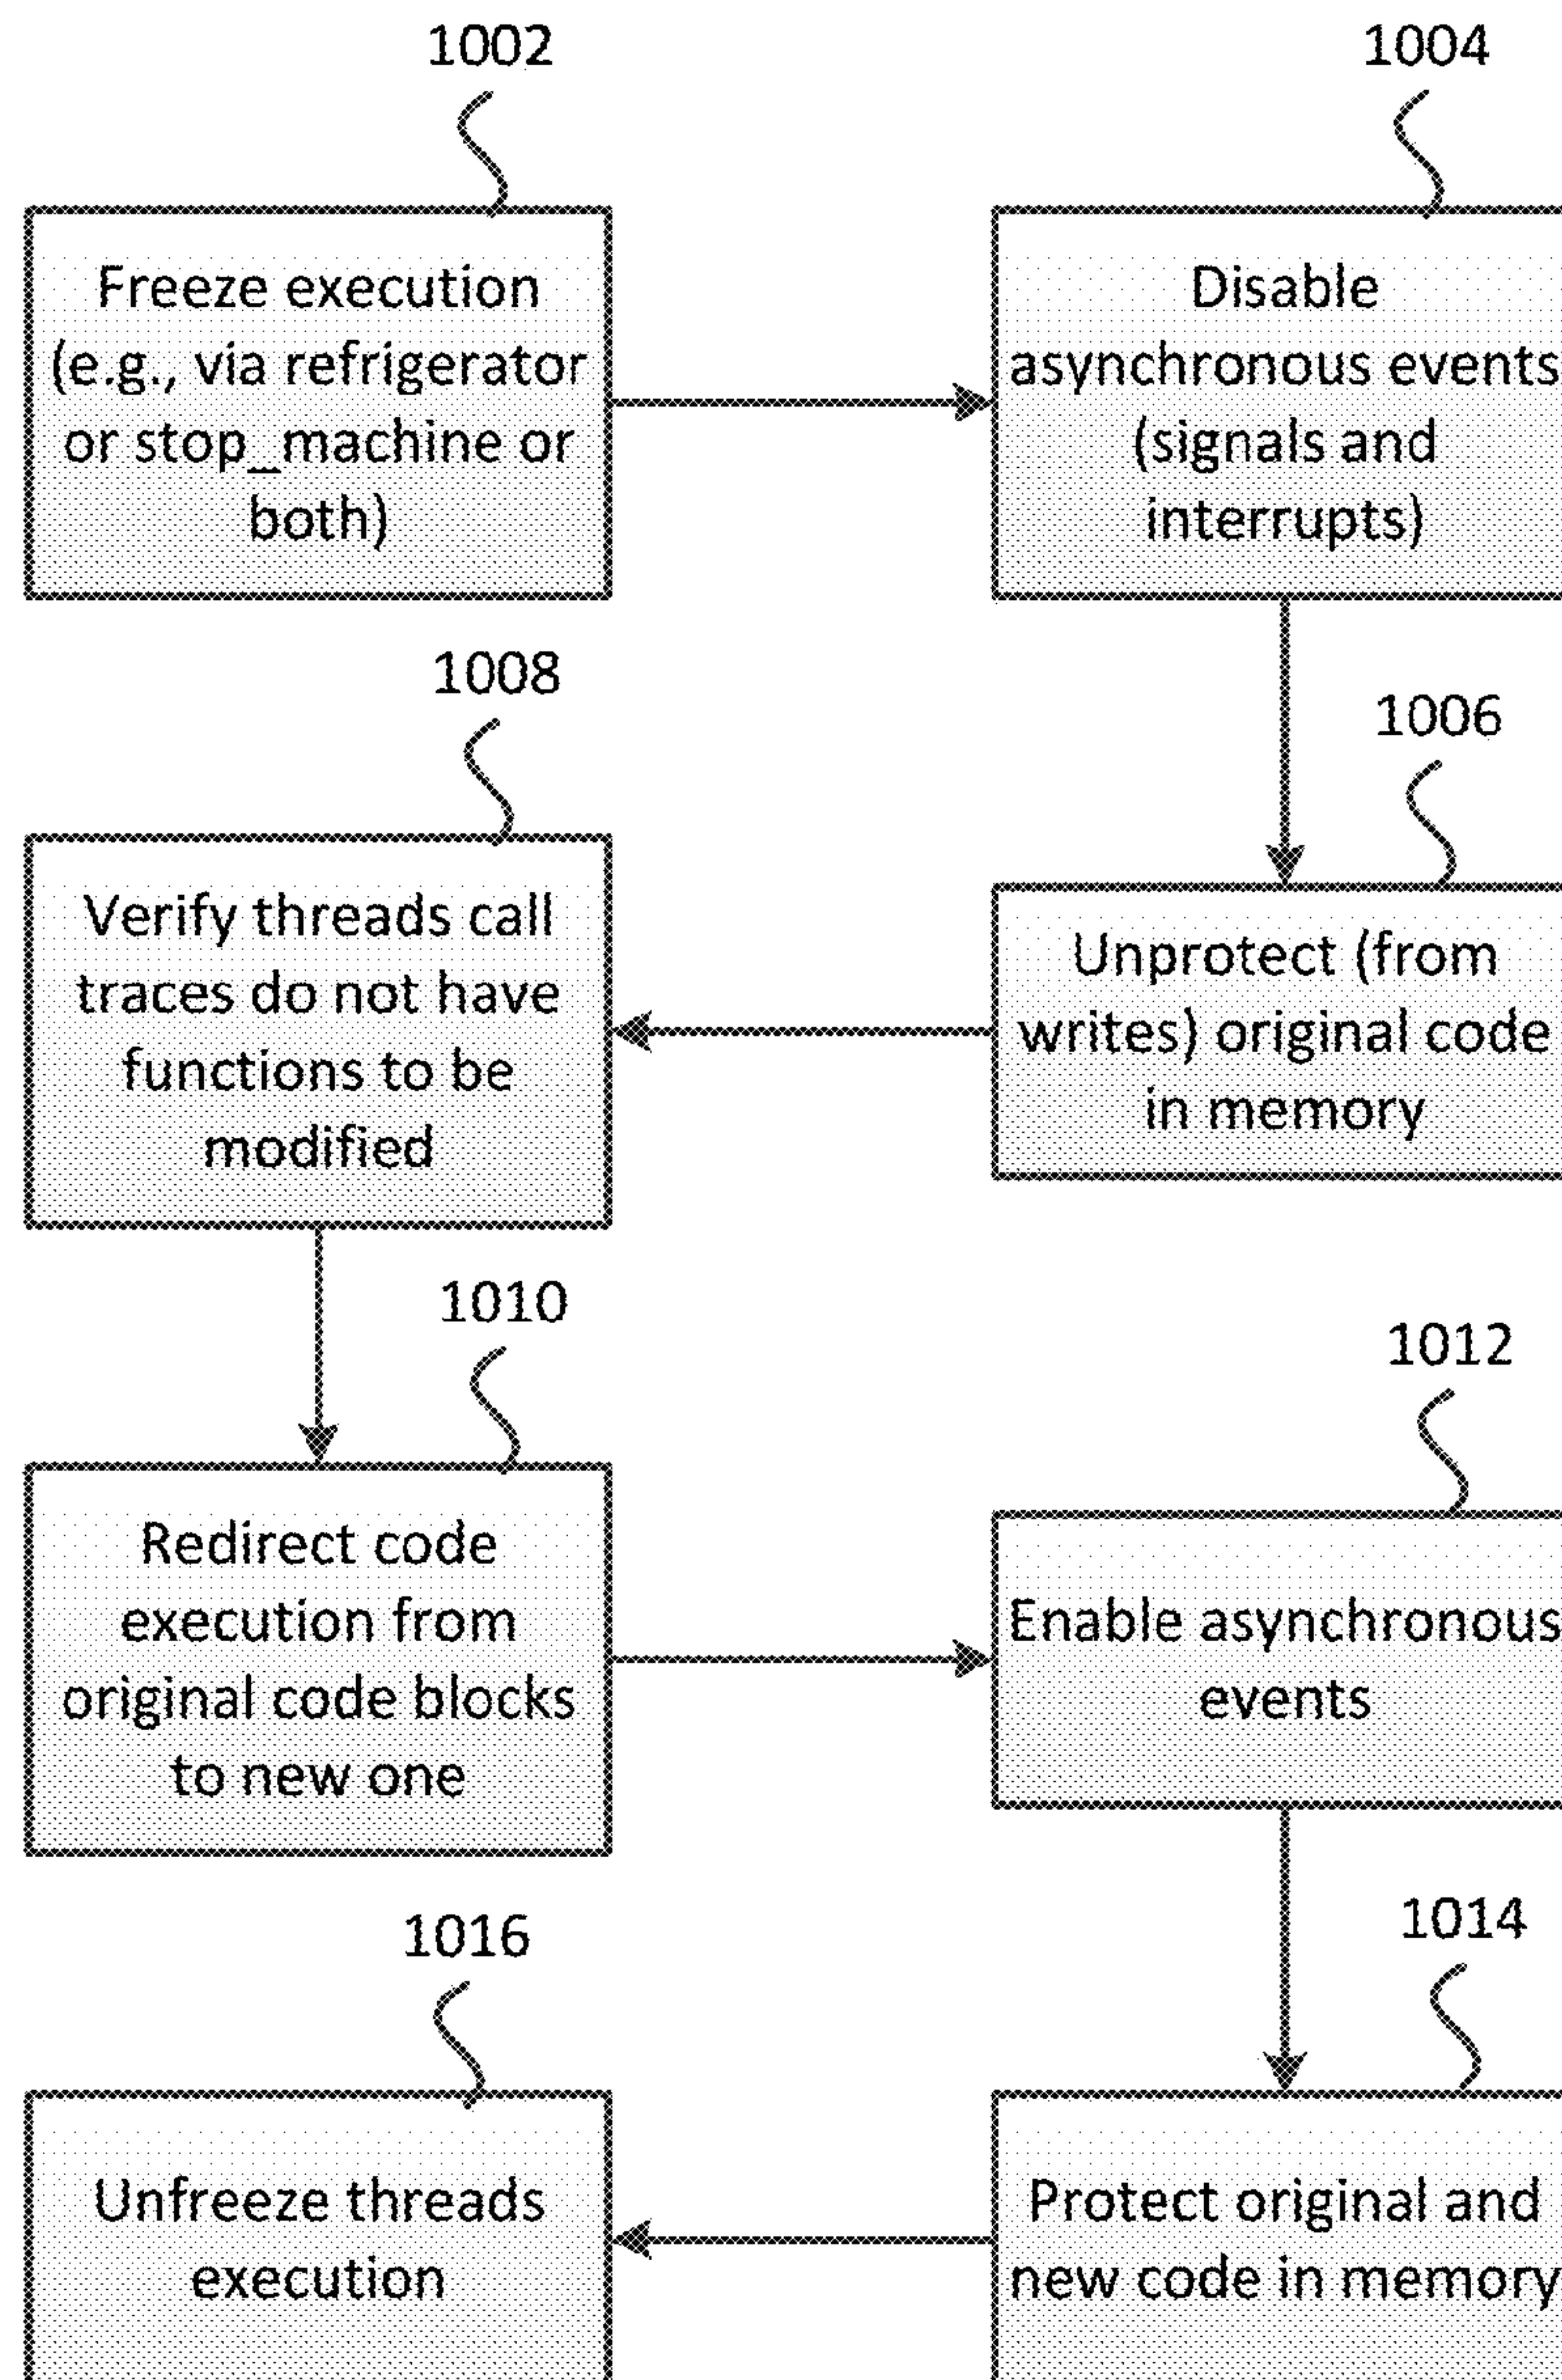 1002
Freeze execution
(e.g., via refrigerator
or stop_machine or
both)
1004
Disable
asynchronous events
(signals and
interrupts)
1006
Unprotect (from
writes) original code
in memory
1008
Verify threads call
traces do not have
functions to be
modified
1010
Redirect code
execution from
original code blocks
to new one
1012
Enable asynchronous
events
1014
Protect original and
new code in memory
1016
Unfreeze threads
execution